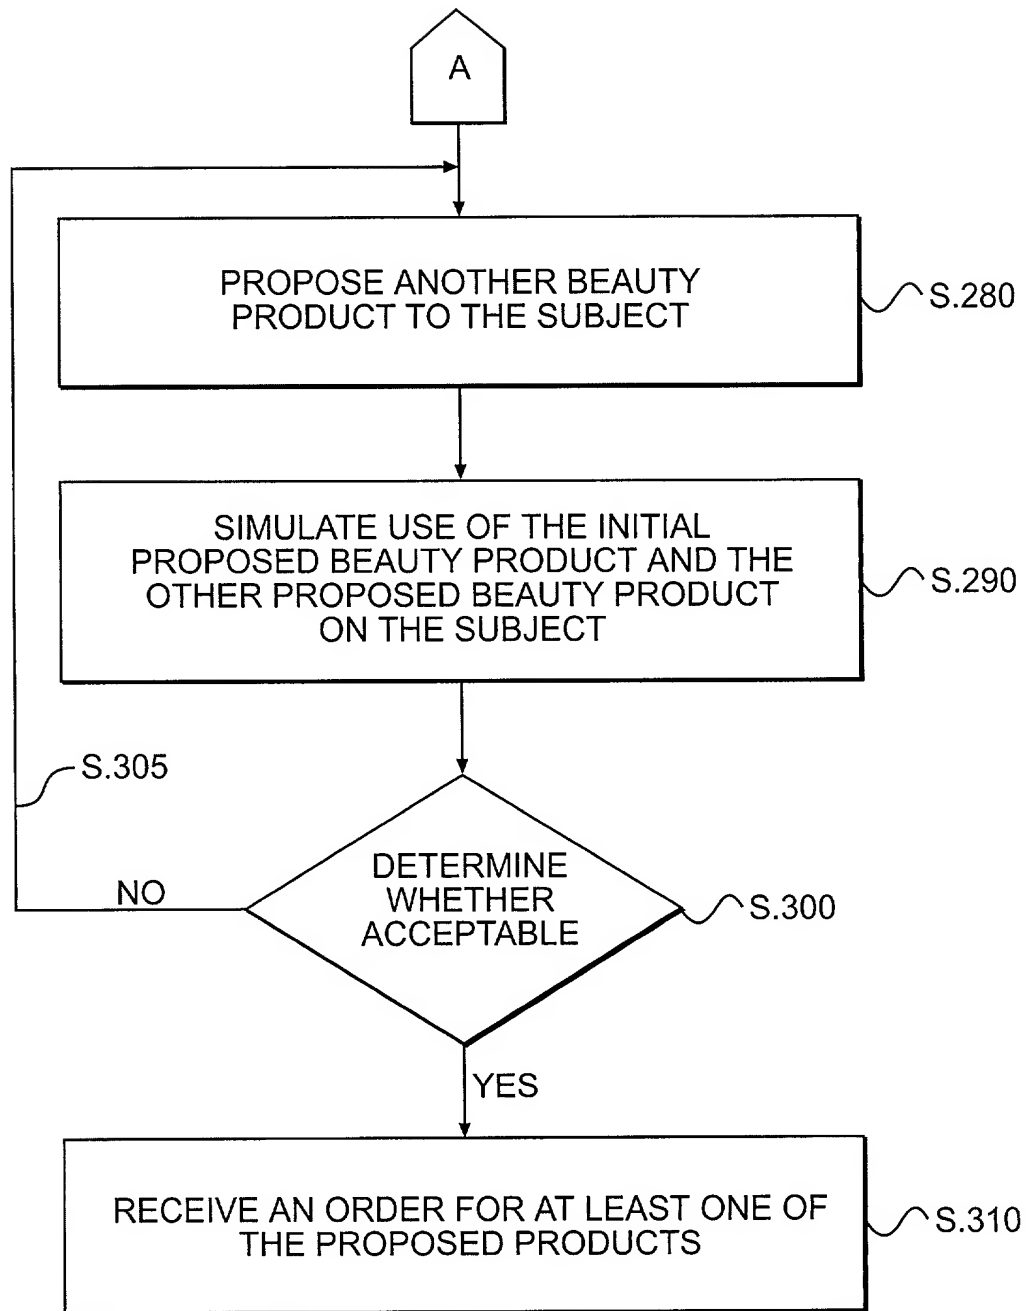 A
PROPOSE ANOTHER BEAUTY
PRODUCT TO THE SUBJECT
S.280
SIMULATE USE OF THE INITIAL
PROPOSED BEAUTY PRODUCT AND THE
OTHER PROPOSED BEAUTY PRODUCT
ON THE SUBJECT
S.290
S.305
DETERMINE
WHETHER
ACCEPTABLE
NO
S.300
YES
RECEIVE AN ORDER FOR AT LEAST ONE OF
THE PROPOSED PRODUCTS
S.310